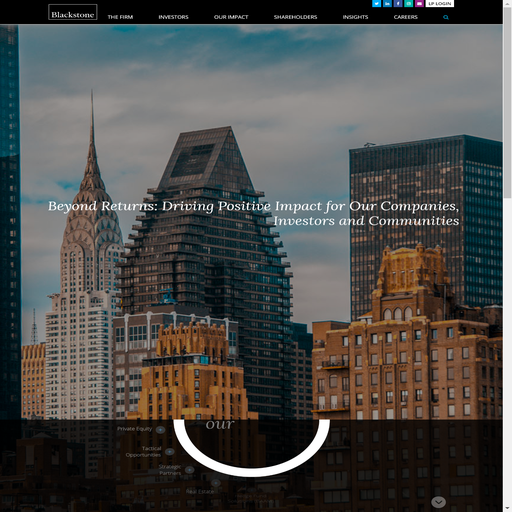 LP LOGIN
Blackstone
THE FIRM
INVESTORS
OUR IMPACT
SHAREHOLDERS
INSIGHTS
CAREERS
Beyond Returns: Driving Positive Impact for Our Companies,
Investors and Communities
our
Private Equity
Tactical
Opportunities
Strategic
Partners
Real Estate